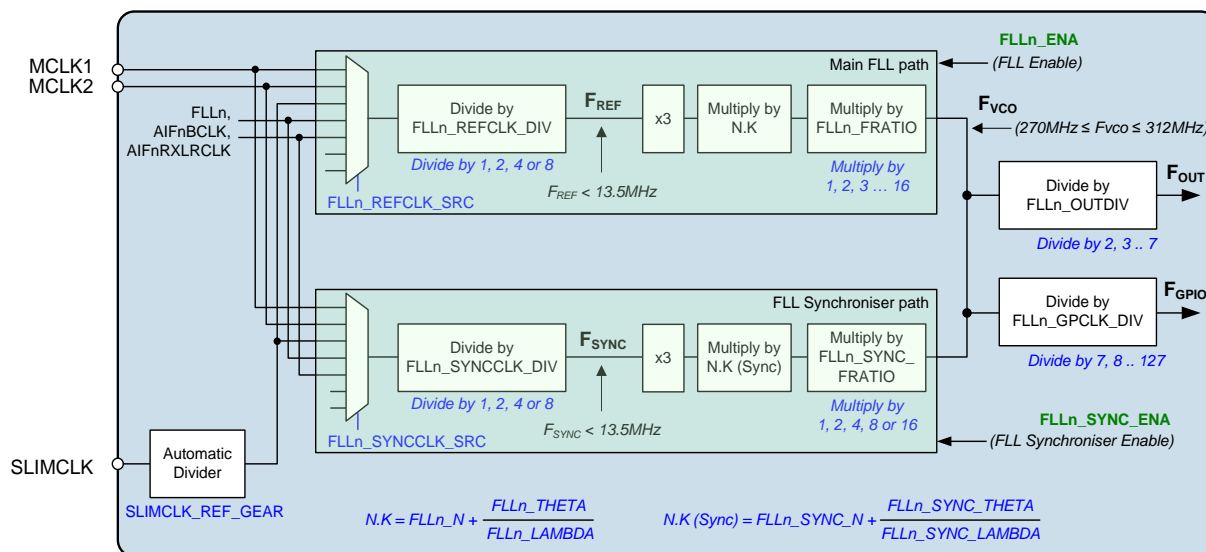 FLLn_ENA
(FLL Enable)
Main FLL path
MCLK1
MCLK2
FLLn,
AIFnBCLK,
AIFnRXLRCLK
Divide by
FLLn_REFCLK_DIV
Divide by 1, 2, 4 or 8
FREF
FREF < 13.5MHz
x3
Multiply by
N.K
Multiply by
FLLn_FRATIO
Multiply by
1, 2, 3 … 16
FVCO
(270MHz ≤ Fvco ≤ 312MHz)
FLLn_REFCLK_SRC
Divide by
FLLn_OUTDIV
Divide by 2, 3 .. 7
FOUT
FLL Synchroniser path
Divide by
FLLn_SYNCCLK_DIV
Divide by 1, 2, 4 or 8
FSYNC
FSYNC < 13.5MHz
x3
Multiply by
N.K (Sync)
Multiply by
FLLn_SYNC_
FRATIO
Multiply by
1, 2, 4, 8 or 16
Divide by
FLLn_GPCLK_DIV
Divide by 7, 8 .. 127
FGPIO
FLLn_SYNCCLK_SRC
FLLn_SYNC_ENA
(FLL Synchroniser Enable)
SLIMCLK
Automatic
Divider
SLIMCLK_REF_GEAR
N.K = FLLn_N + FLLn_THETA / FLLn_LAMBDA
N.K (Sync) = FLLn_SYNC_N + FLLn_SYNC_THETA / FLLn_SYNC_LAMBDA